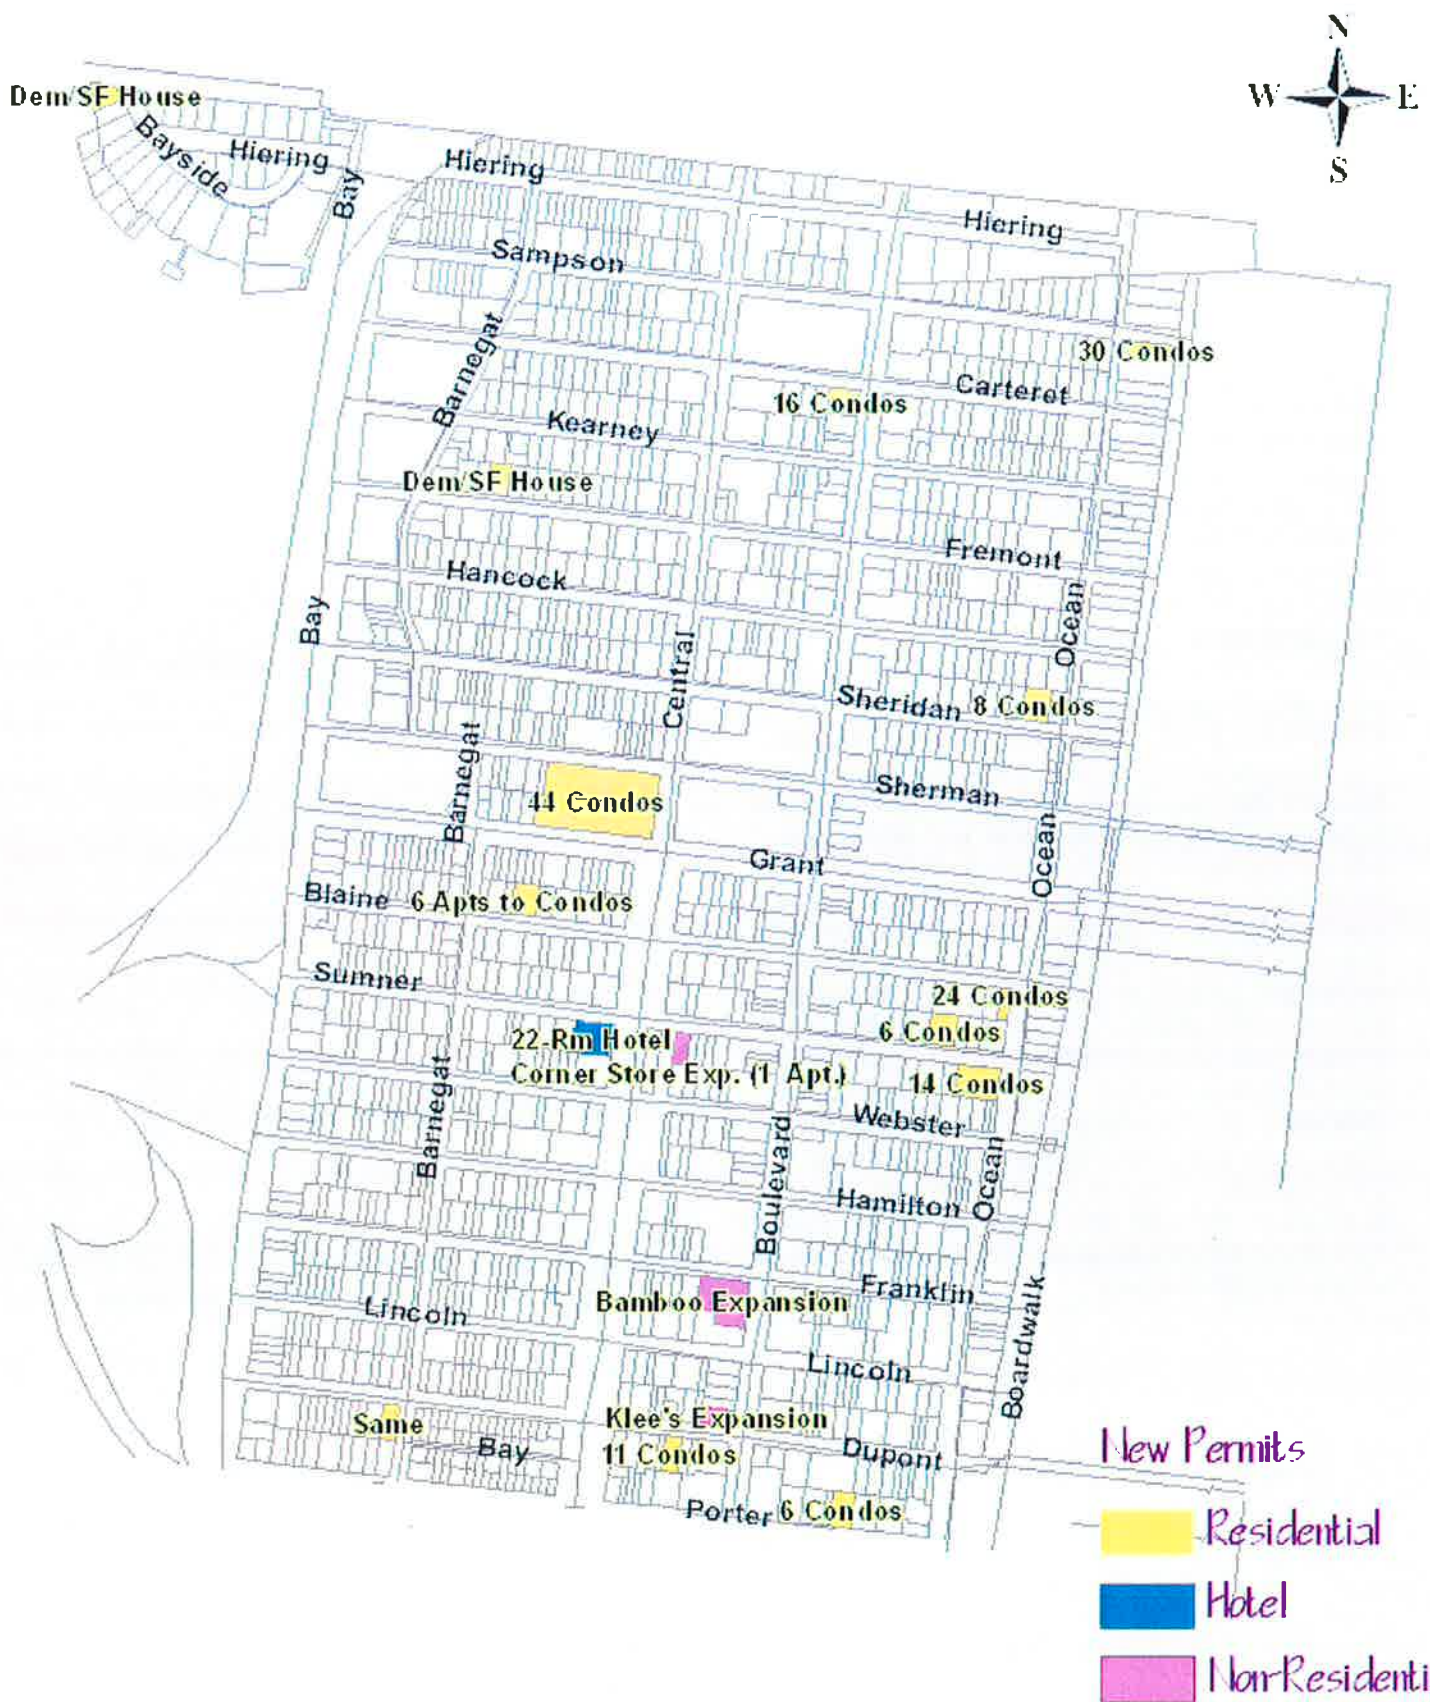 N
W E
S
Dem/SF House
Bayside
Hiering
Bay
Hiering
Hiering
Sampson
Barnegat
30 Condos
Carteret
16 Condos
Kearney
Dem/SF House
Fremont
Hancock
Ocean
Bay
Central
Sheridan 8 Condos
Barnegat
Sherman
44 Condos
Ocean
Grant
Blaine 6 Apts to Condos
Sumner
24 Condos
6 Condos
22-Rm Hotel
Corner Store Exp. (1 Apt.)
14 Condos
Barnegat
Webster
Boulevard
Ocean
Hamilton
Franklin
Bamboo Expansion
Boardwalk
Lincoln
Lincoln
Same
Klee's Expansion
Bay
11 Condos
Dupont
Porter 6 Condos
New Permits
Residential
Hotel
Non-Residenti